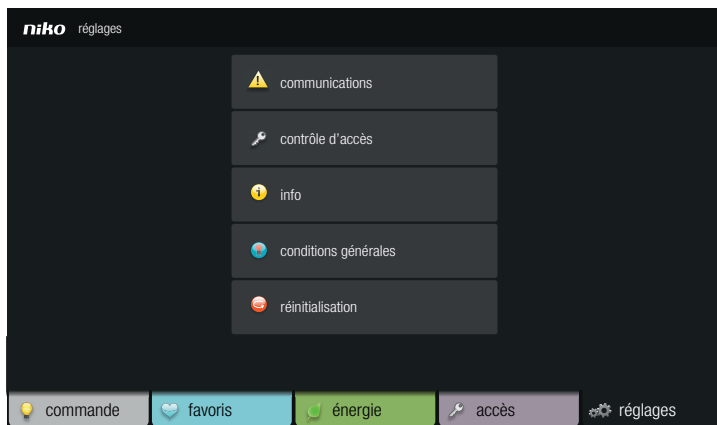 niko réglages
communications
contrôle d'accès
info
conditions générales
réinitialisation
commande favoris énergie accès réglages